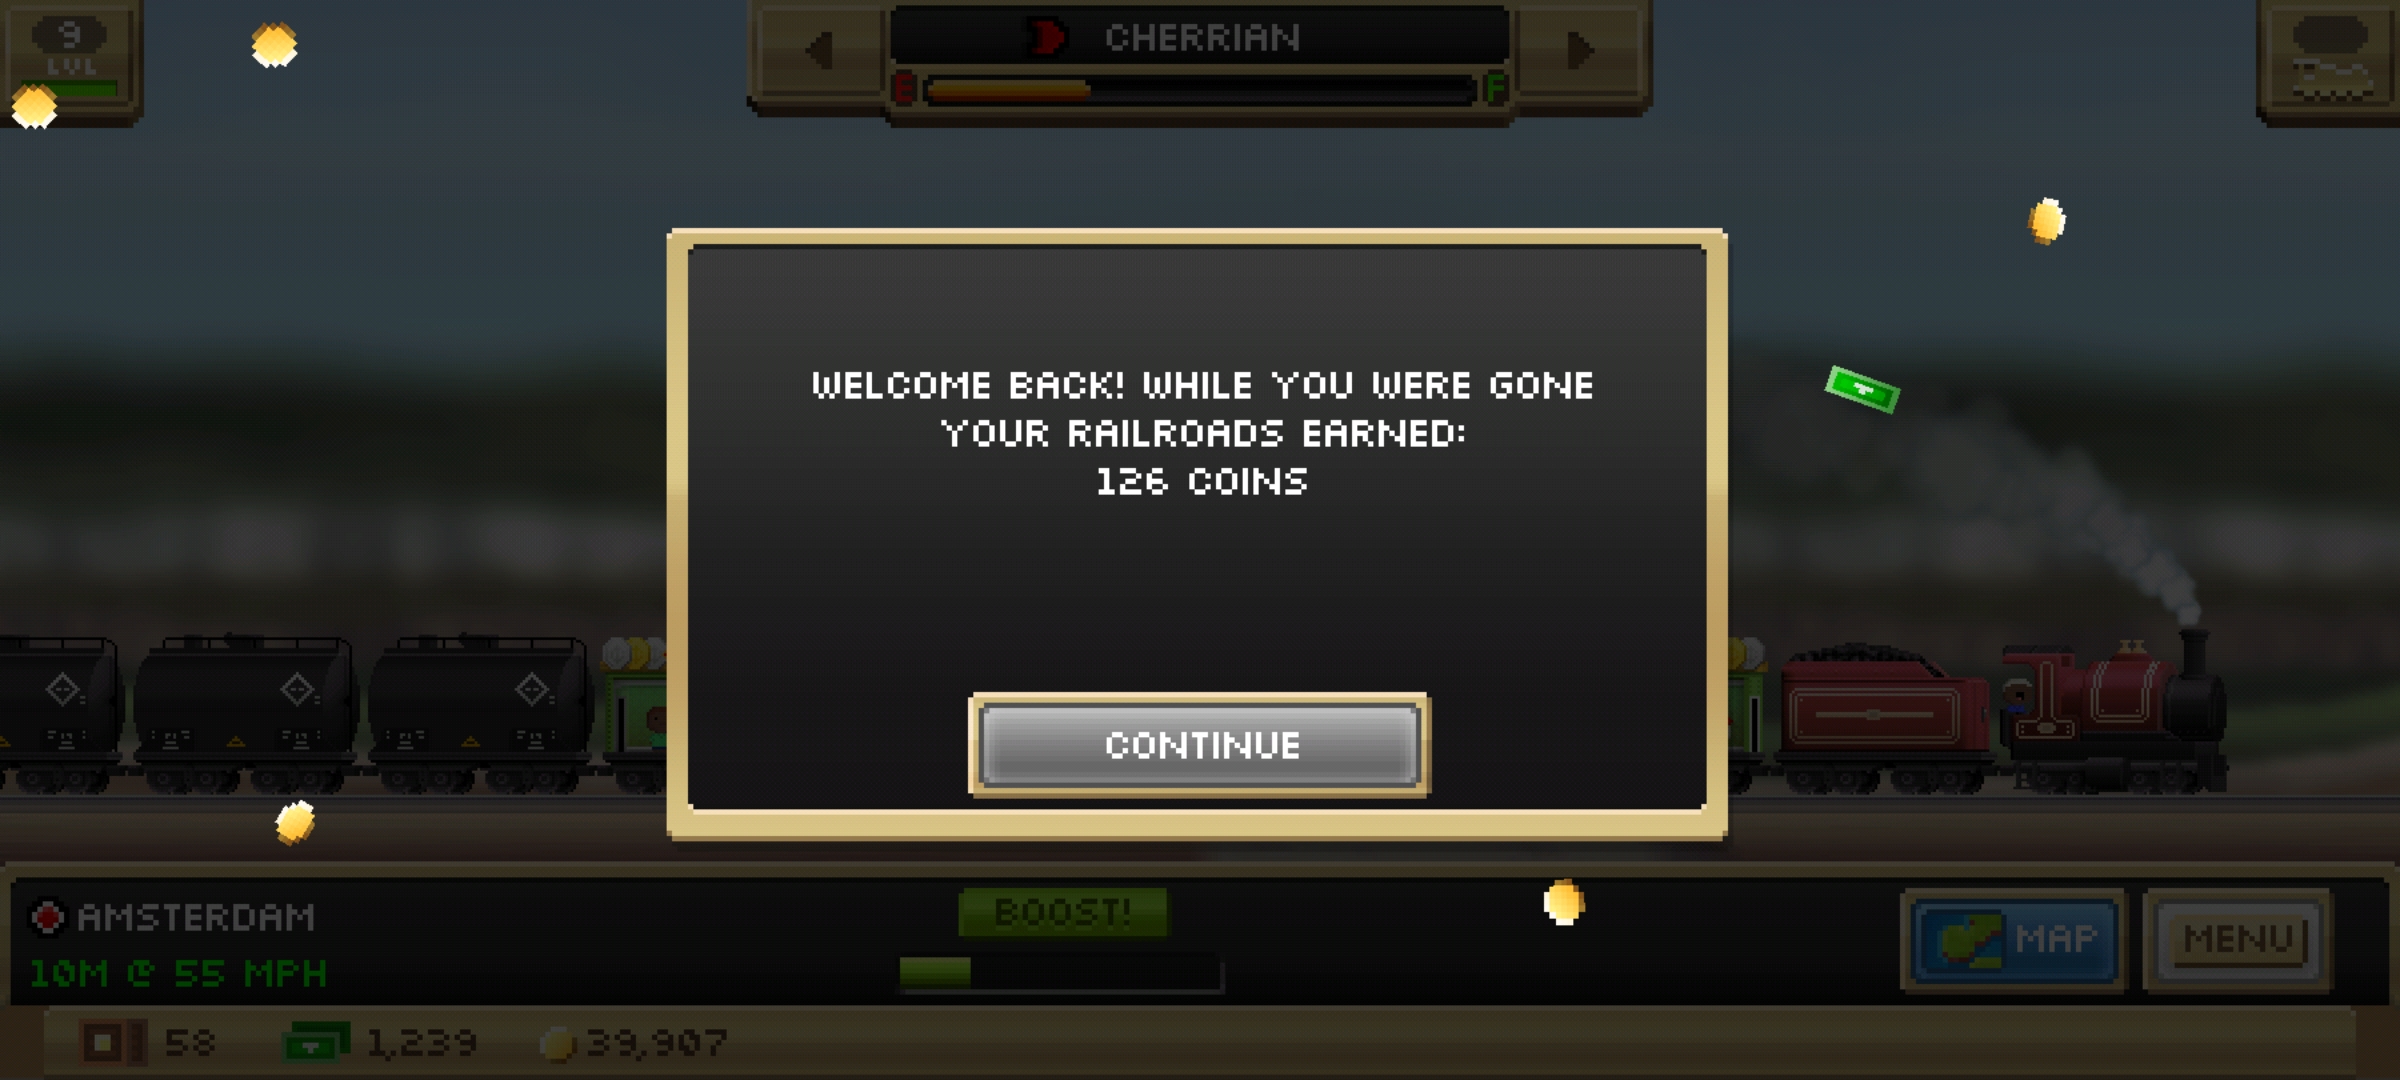 9
LVL
CHERRIAN
E
F
WELCOME BACK! WHILE YOU WERE GONE
YOUR RAILROADS EARNED:
126 COINS
CONTINUE
AMSTERDAM
10M @ 55 MPH
BOOST!
MAP
MENU
58
1,239
39,907